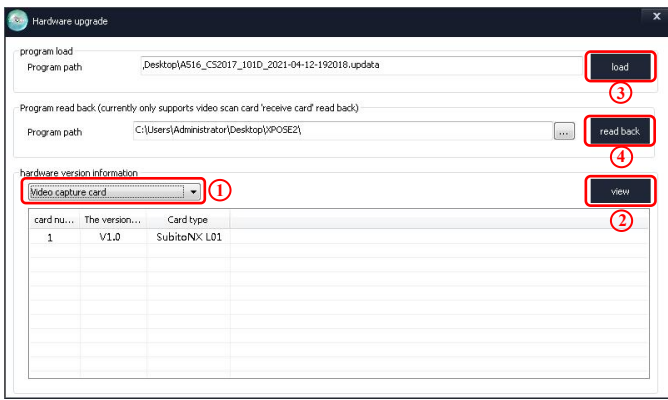 Hardware upgrade
x
program load
Program path ,Desktop\A516_CS2017_101D_2021-04-12-192018.updata load
3
Program read back (currently only supports video scan card 'receive card' read back)
Program path C:\Users\Administrator\Desktop\XPOSE2\ ... read back
4
hardware version information
Video capture card 1 view
2
card nu... The version... Card type
1 V1.0 SubitoNX L01